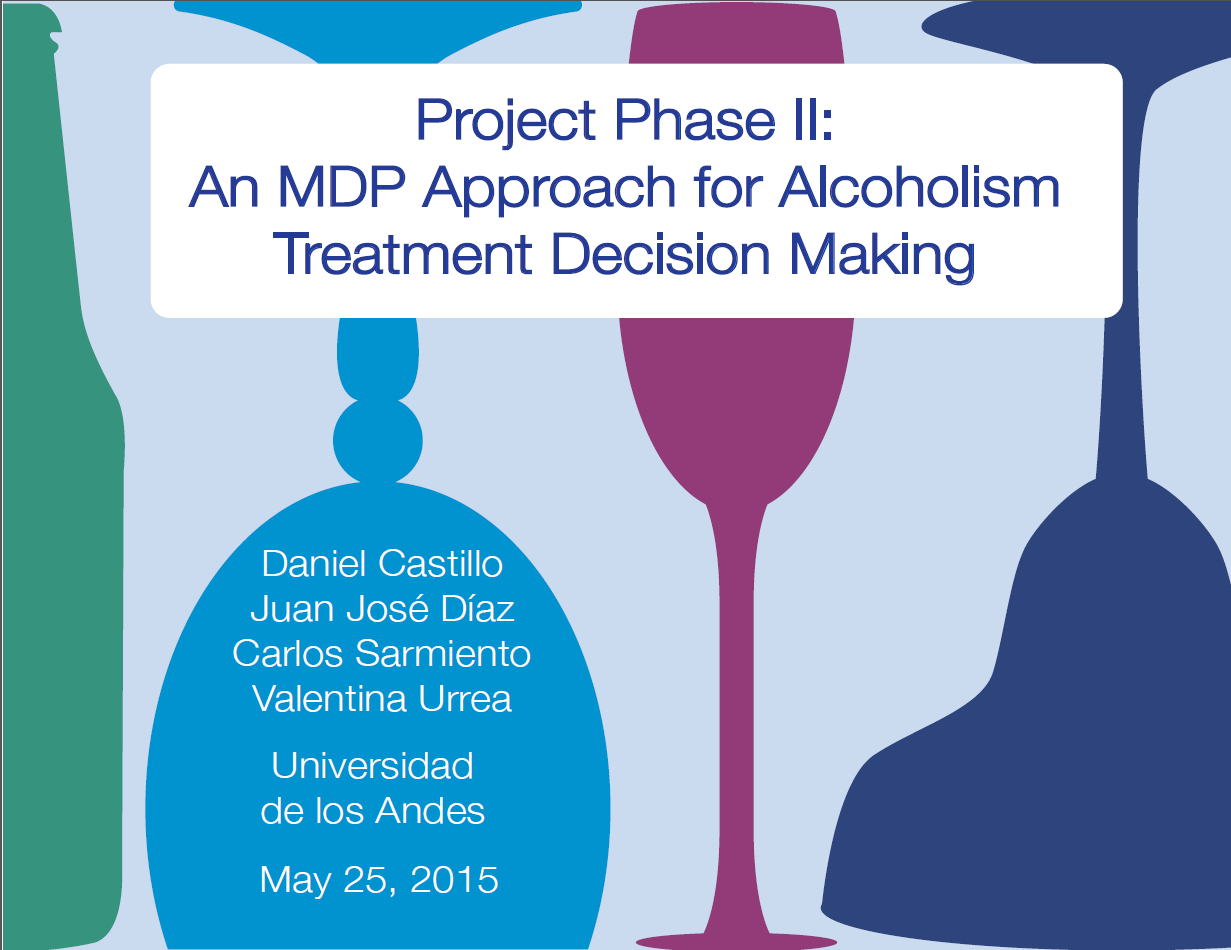 Project Phase II:
An MDP Approach for Alcoholism
Treatment Decision Making
Daniel Castillo
Juan José Díaz
Carlos Sarmiento
Valentina Urrea
Universidad
de los Andes
May 25, 2015